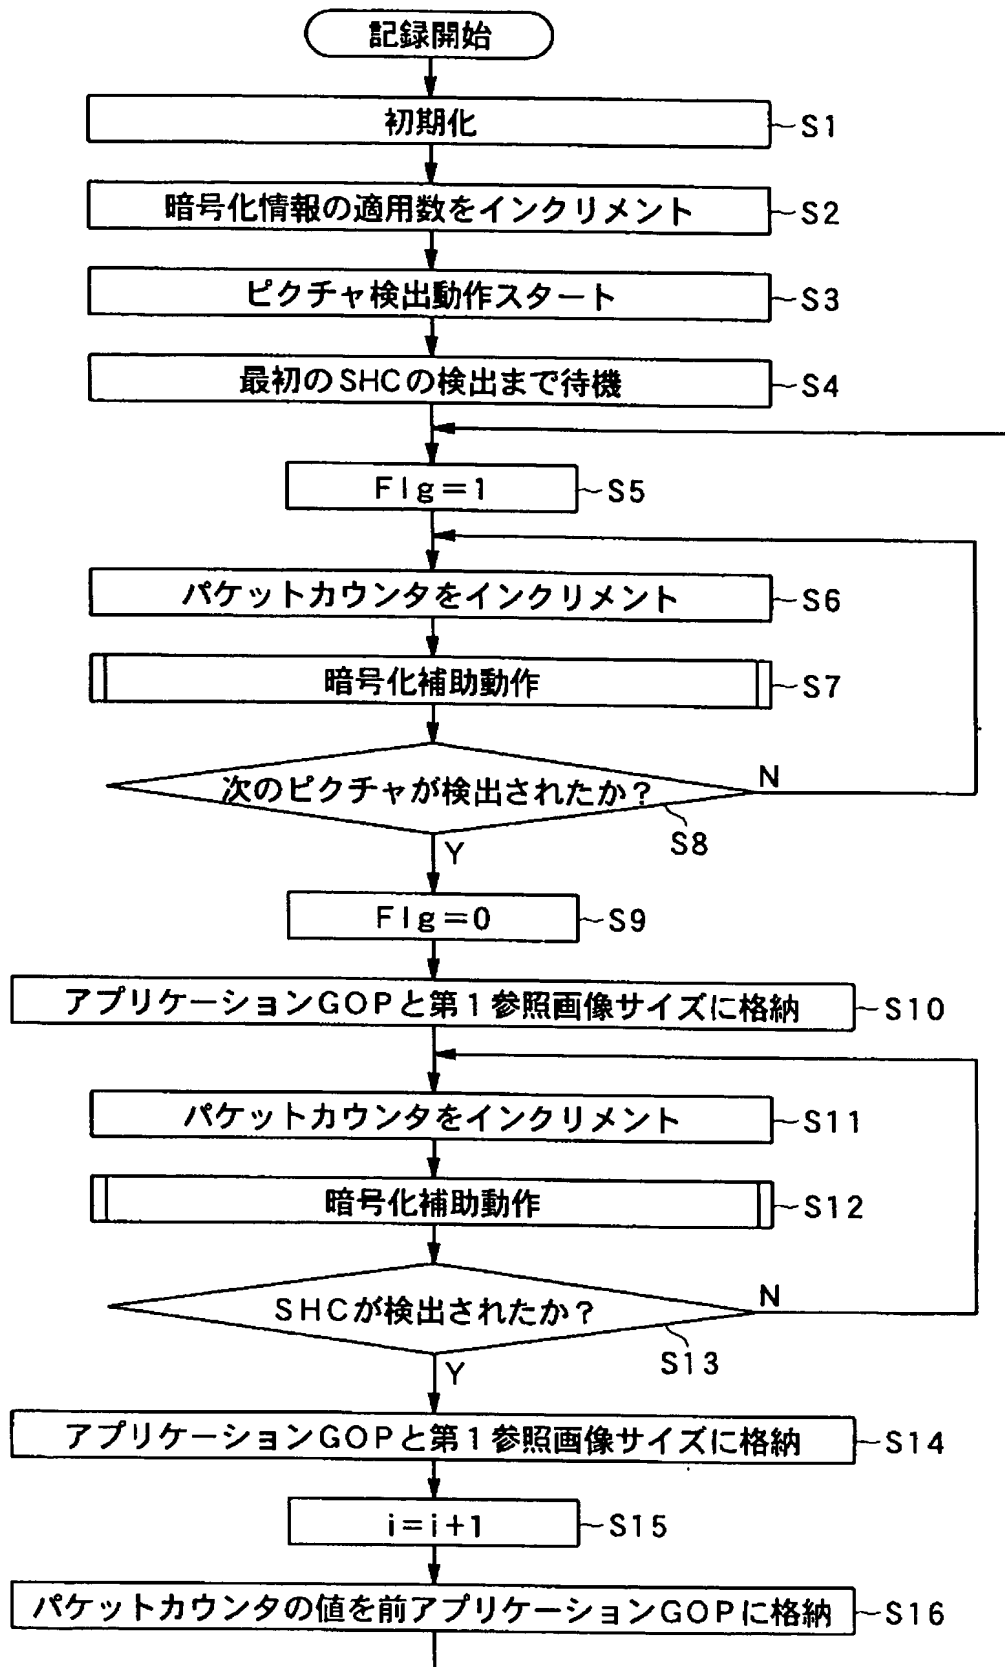 記録開始
初期化 S1
暗号化情報の適用数をインクリメント S2
ピクチャ検出動作スタート S3
最初のSHCの検出まで待機 S4
Flg=1 S5
パケットカウンタをインクリメント S6
暗号化補助動作 S7
次のピクチャが検出されたか? N
S8
Y
Flg=0 S9
アプリケーションGOPと第1参照画像サイズに格納 S10
パケットカウンタをインクリメント S11
暗号化補助動作 S12
SHCが検出されたか? N
S13
Y
アプリケーションGOPと第1参照画像サイズに格納 S14
i=i+1 S15
パケットカウンタの値を前アプリケーションGOPに格納 S16